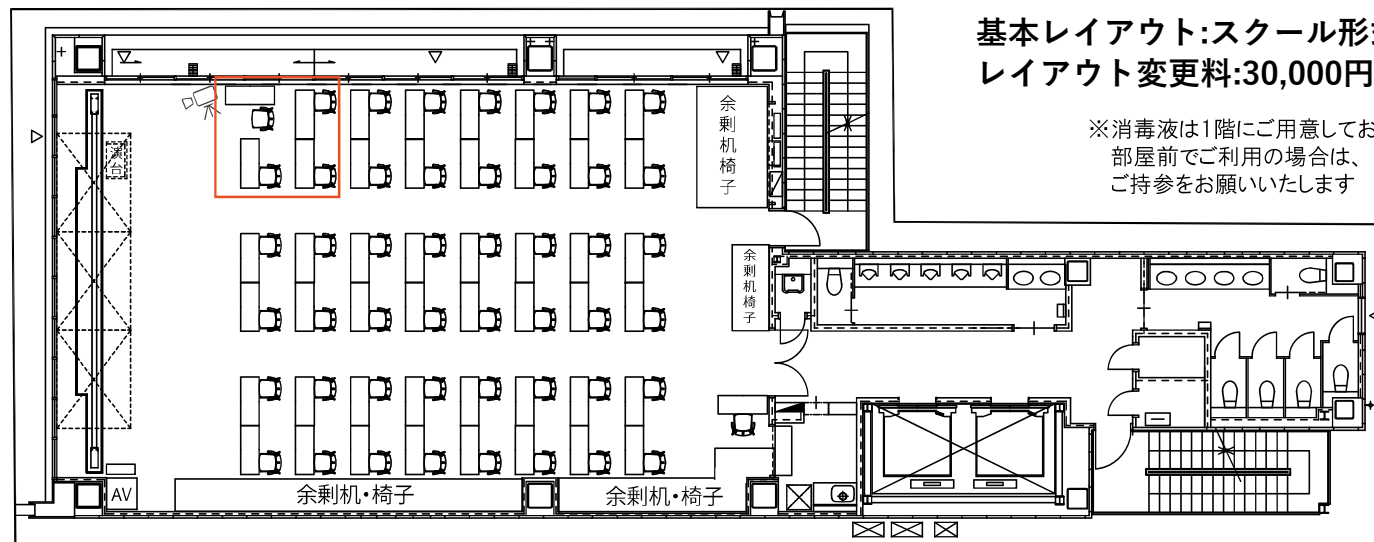 基本レイアウト:スクール形
レイアウト変更料:30,000円
※消毒液は1階にご用意してお
部屋前でご利用の場合は、
ご持参をお願いいたします
演台
余剰机椅子
余剰机椅子
AV
余剰机・椅子
余剰机・椅子